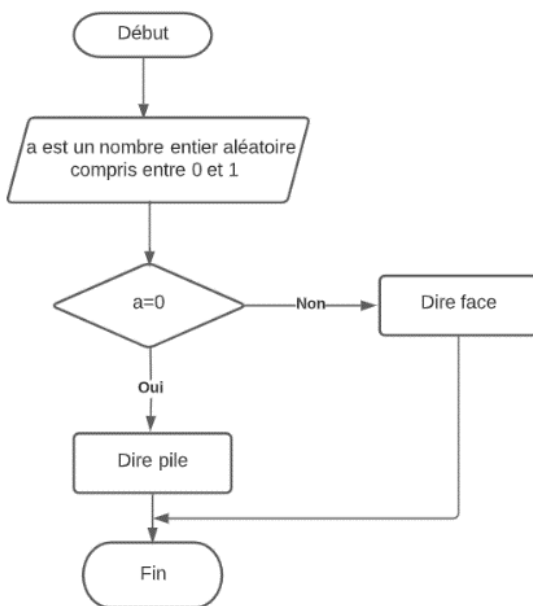 Début
a est un nombre entier aléatoire
compris entre 0 et 1
a=0
Non
Dire face
Oui
Dire pile
Fin